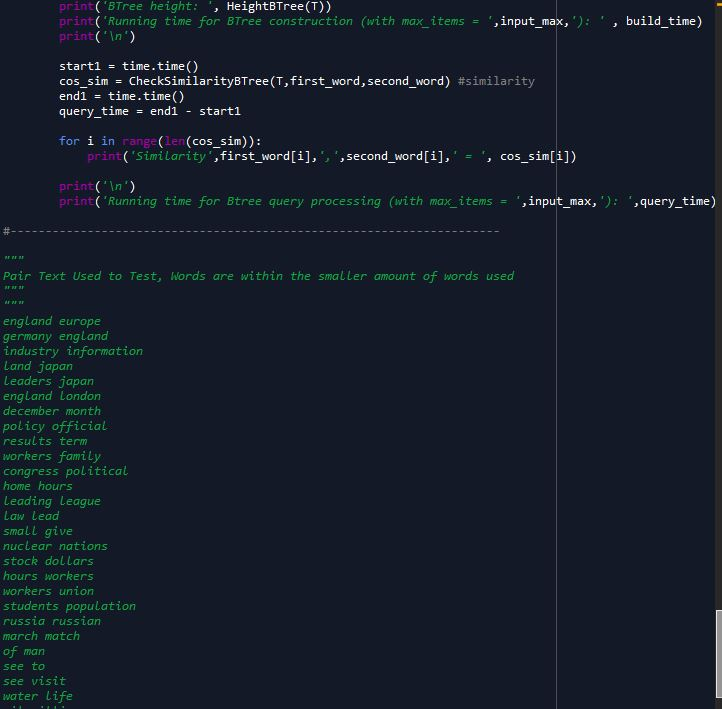 print('BTree height: ', HeightBTree(T))
print('Running time for BTree construction (with max_items = ',input_max,'): ' , build_time)
print('\n')
start1 = time.time()
cos_sim = CheckSimilarityBTree(T,first_word,second_word) #similarity
end1 = time.time()
query_time = end1 - start1
for i in range(len(cos_sim)):
print('Similarity',first_word[i],',',second_word[i],' = ', cos_sim[i])
print('\n')
print('Running time for Btree query processing (with max_items = ',input_max,'): ',query_time)
#----------------------------------------------------------------------
"""
Pair Text Used to Test, Words are within the smaller amount of words used
"""
"""
england europe
germany england
industry information
land japan
leaders japan
england london
december month
policy official
results term
workers family
congress political
home hours
leading league
law lead
small give
nuclear nations
stock dollars
hours workers
workers union
students population
russia russian
march match
of man
see to
see visit
water life